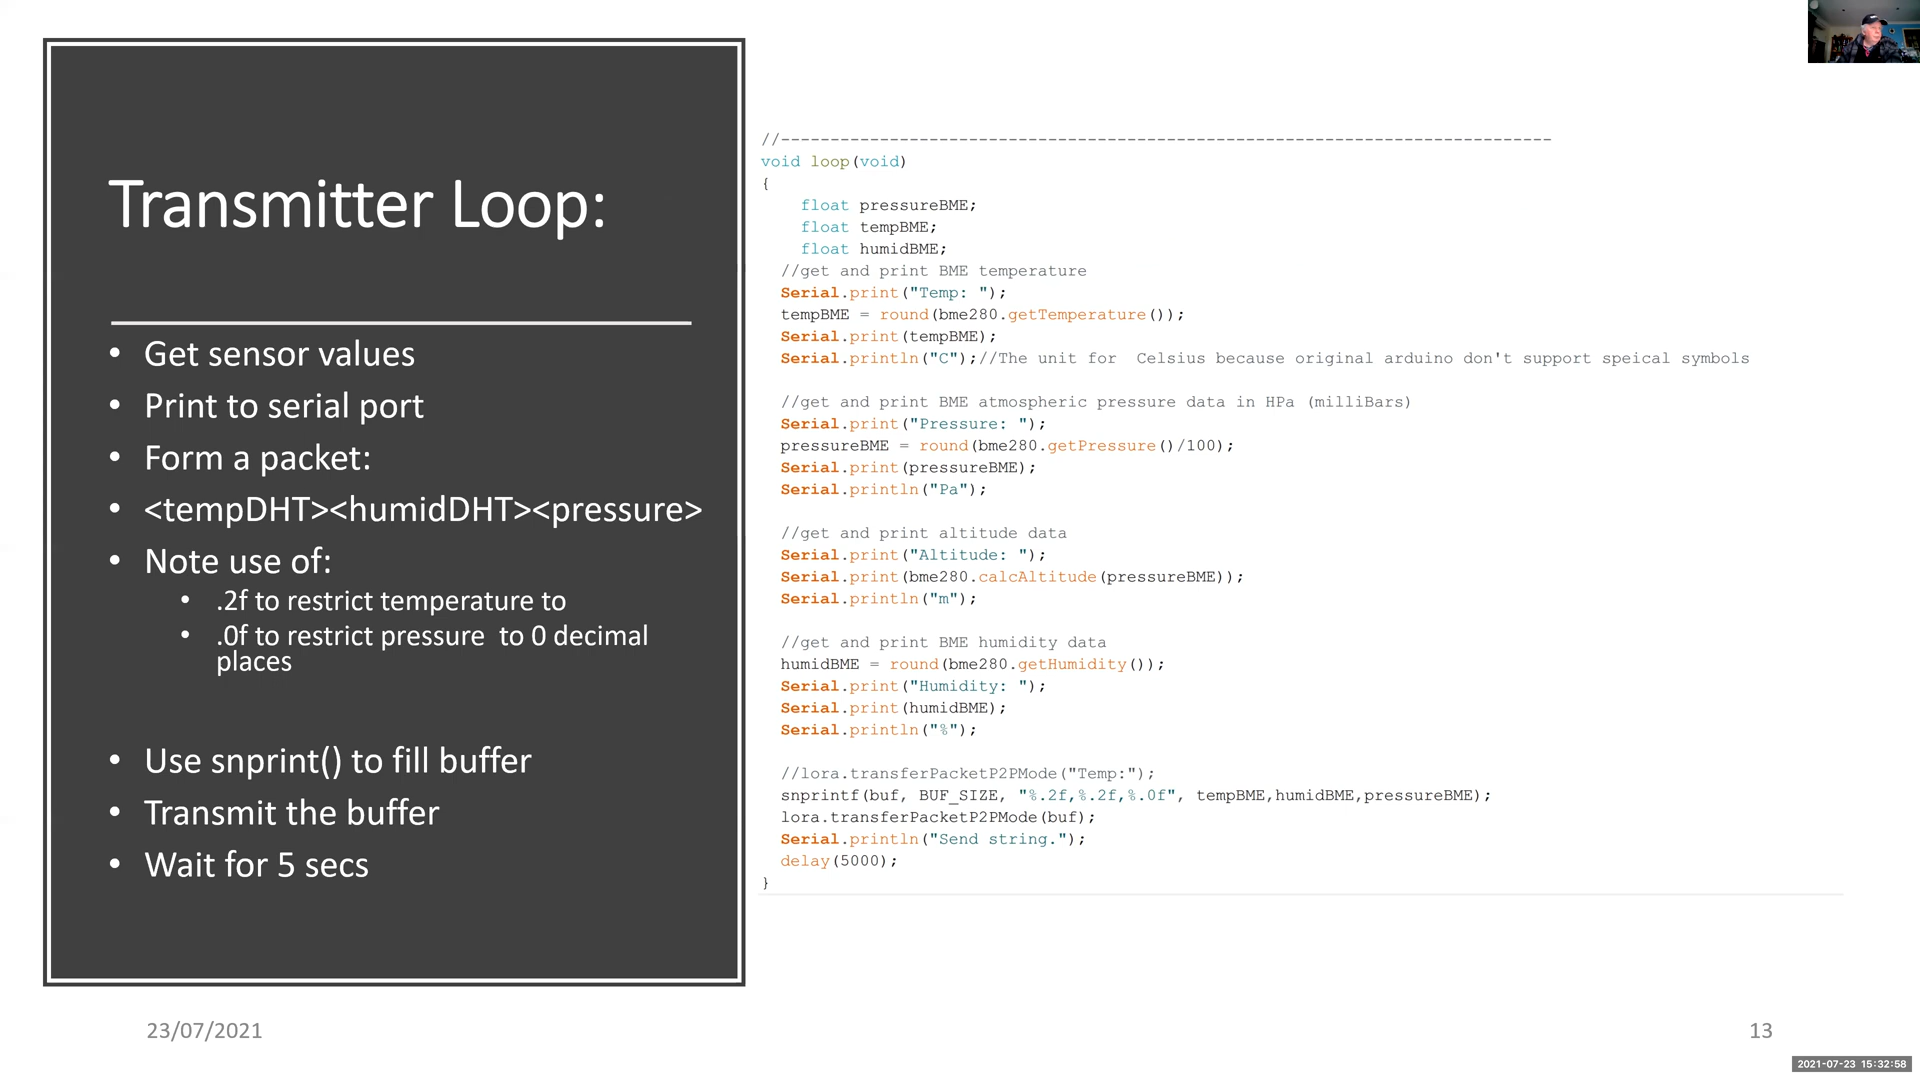 Transmitter Loop:
• Get sensor values
• Print to serial port
• Form a packet:
• <tempDHT><humidDHT><pressure>
• Note use of:
• .2f to restrict temperature to
• .0f to restrict pressure  to 0 decimal
places
• Use snprint() to fill buffer
• Transmit the buffer
• Wait for 5 secs
//------------------------------------------------------------------------------
void loop(void)
{
    float pressureBME;
    float tempBME;
    float humidBME;
  //get and print BME temperature
  Serial.print("Temp: ");
  tempBME = round(bme280.getTemperature());
  Serial.print(tempBME);
  Serial.println("C");//The unit for  Celsius because original arduino don't support speical symbols
  //get and print BME atmospheric pressure data in HPa (milliBars)
  Serial.print("Pressure: ");
  pressureBME = round(bme280.getPressure()/100);
  Serial.print(pressureBME);
  Serial.println("Pa");
  //get and print altitude data
  Serial.print("Altitude: ");
  Serial.print(bme280.calcAltitude(pressureBME));
  Serial.println("m");
  //get and print BME humidity data
  humidBME = round(bme280.getHumidity());
  Serial.print("Humidity: ");
  Serial.print(humidBME);
  Serial.println("%");
  //lora.transferPacketP2PMode("Temp:");
  snprintf(buf, BUF_SIZE, "%.2f,%.2f,%.0f", tempBME,humidBME,pressureBME);
  lora.transferPacketP2PMode(buf);
  Serial.println("Send string.");
  delay(5000);
}
23/07/2021
13
2021-07-23 15:32:58